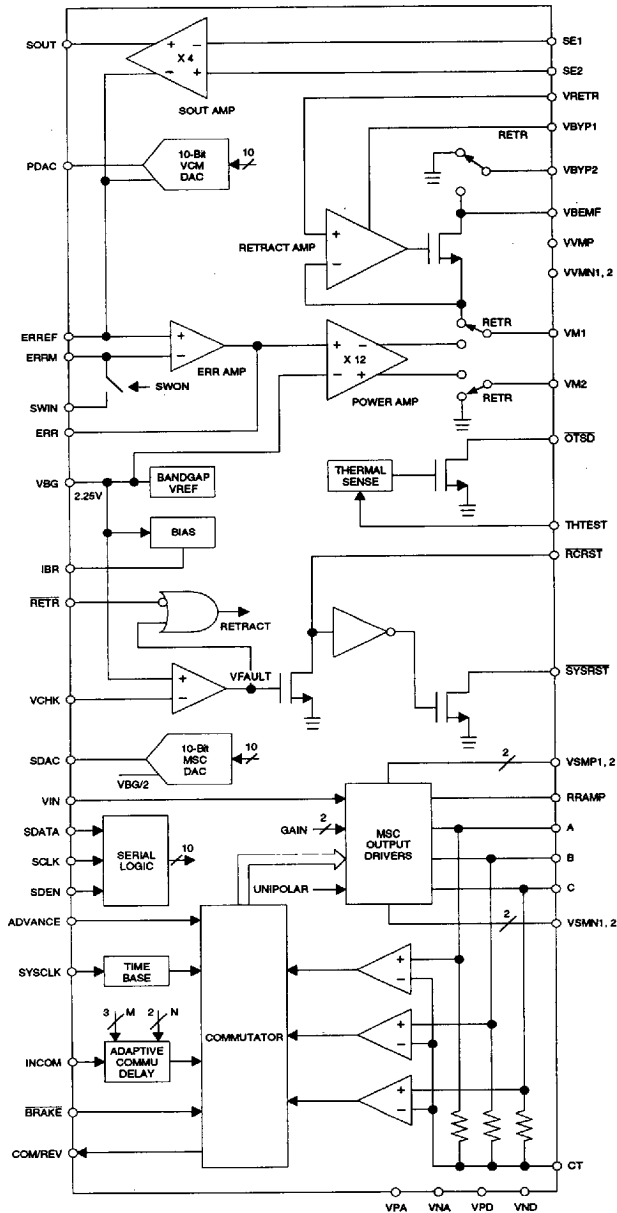 SOUT
X 4
SOUT AMP
SE1
SE2
VRETR
RETR
VBYP1
PDAC
10-Bit
VCM
DAC
10
VBYP2
VBEMF
RETRACT AMP
VVMP
VVMN1, 2
ERREF
ERRM
ERR AMP
X 12
POWER AMP
RETR
VM1
SWON
SWIN
RETR
VM2
ERR
OTSD
VBG
2.25V
BANDGAP
VREF
THERMAL
SENSE
BIAS
THTEST
IBR
RCRST
RETR
RETRACT
VFAULT
SYSRST
VCHK
SDAC
10-Bit
MSC
DAC
10
VBG/2
2
VSMP1, 2
VIN
RRAMP
SDATA
SCLK
SDEN
SERIAL
LOGIC
10
GAIN
2
MSC
OUTPUT
DRIVERS
A
B
C
UNIPOLAR
2
VSMN1, 2
ADVANCE
SYSCLK
TIME
BASE
COMMUTATOR
3
M
2
N
INCOM
ADAPTIVE
COMMU
DELAY
BRAKE
COM/REV
CT
VPA
VNA
VPD
VND